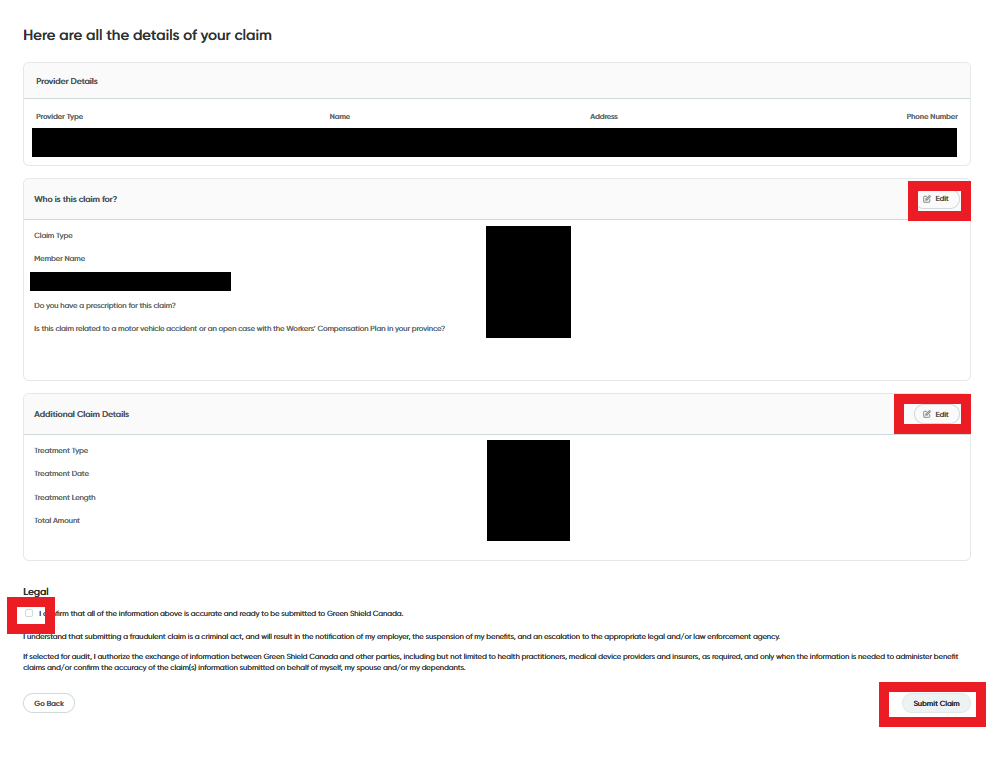 Here are all the details of your claim
Provider Details
Provider Type Name Address Phone Number
Who is this claim for? Edit
Claim Type
Member Name
Do you have a prescription for this claim?
Is this claim related to a motor vehicle accident or an open case with the Workers' Compensation Plan in your province?
Additional Claim Details Edit
Treatment Type
Treatment Date
Treatment Length
Total Amount
Legal
I that all of the information above is accurate and ready to be submitted to Green Shield Canada.
I understand that submitting a fraudulent claim is a criminal act, and will result in the notification of my employer, the suspension of my benefits, and an escalation to the appropriate legal and/or law enforcement agency.
If selected for audit, I authorize the exchange of information between Green Shield Canada and other parties, including but not limited to health practitioners, medical device providers and insurers, as required, and only when the information is needed to administer benefit
claims and/or confirm the accuracy of the claim(s) information submitted on behalf of myself, my spouse and/or my dependants.
Go Back Submit Claim